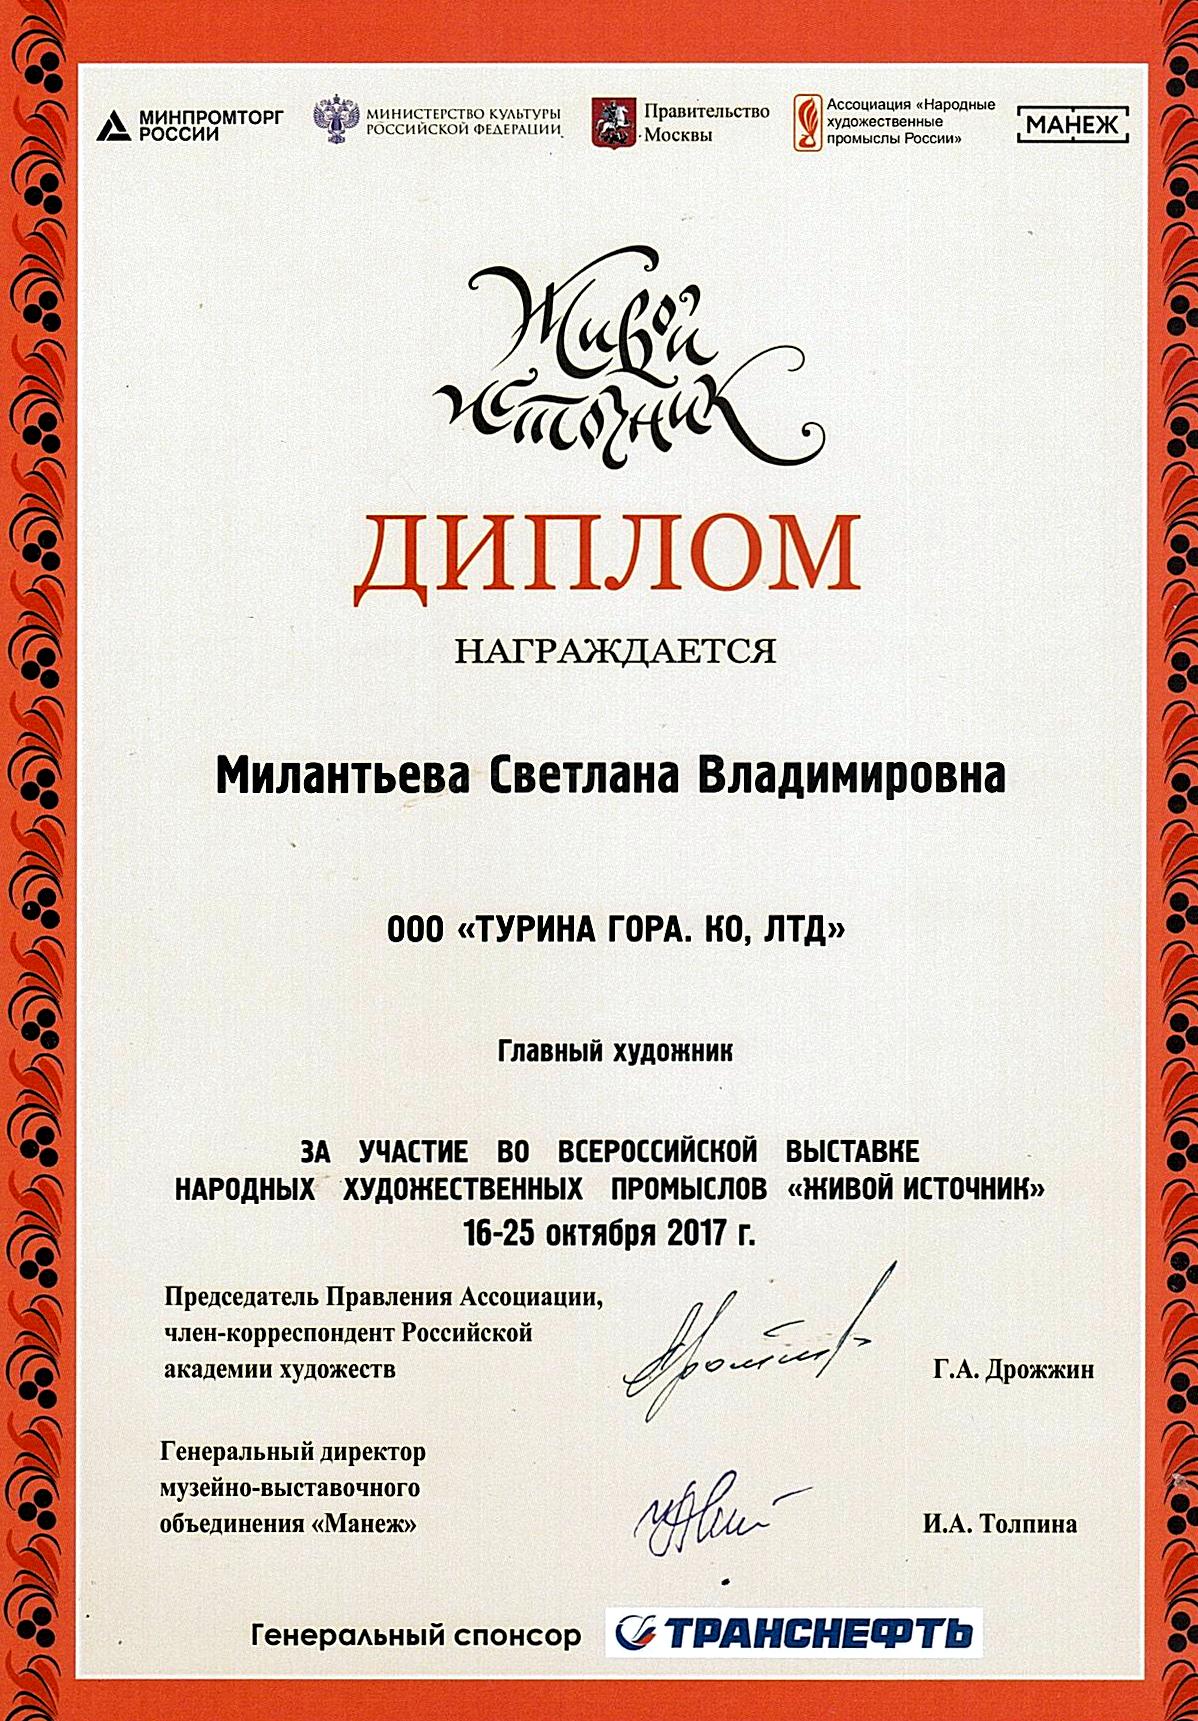 МИНПРОМТОРГ
РОССИИ
МИНИСТЕРСТВО КУЛЬТУРЫ
РОССИЙСКОЙ ФЕДЕРАЦИИ
Правительство
Москвы
Ассоциация «Народные
художественные
промыслы России»
МАНЕЖ
Живой
источник
ДИПЛОМ
НАГРАЖДАЕТСЯ
Милантьева Светлана Владимировна
ООО «ТУРИНА ГОРА. КО, ЛТД»
Главный художник
ЗА УЧАСТИЕ ВО ВСЕРОССИЙСКОЙ ВЫСТАВКЕ
НАРОДНЫХ ХУДОЖЕСТВЕННЫХ ПРОМЫСЛОВ «ЖИВОЙ ИСТОЧНИК»
16-25 октября 2017 г.
Председатель Правления Ассоциации,
член-корреспондент Российской
академии художеств
Г.А. Дрожжин
Генеральный директор
музейно-выставочного
объединения «Манеж»
И.А. Толпина
Генеральный спонсор
ТРАНСНЕФТЬ